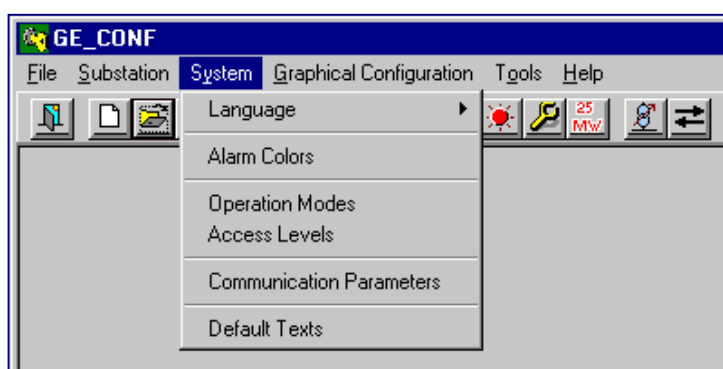 GE_CONF
File Substation System Graphical Configuration Tools Help
25
MW
Language
Alarm Colors
Operation Modes
Access Levels
Communication Parameters
Default Texts